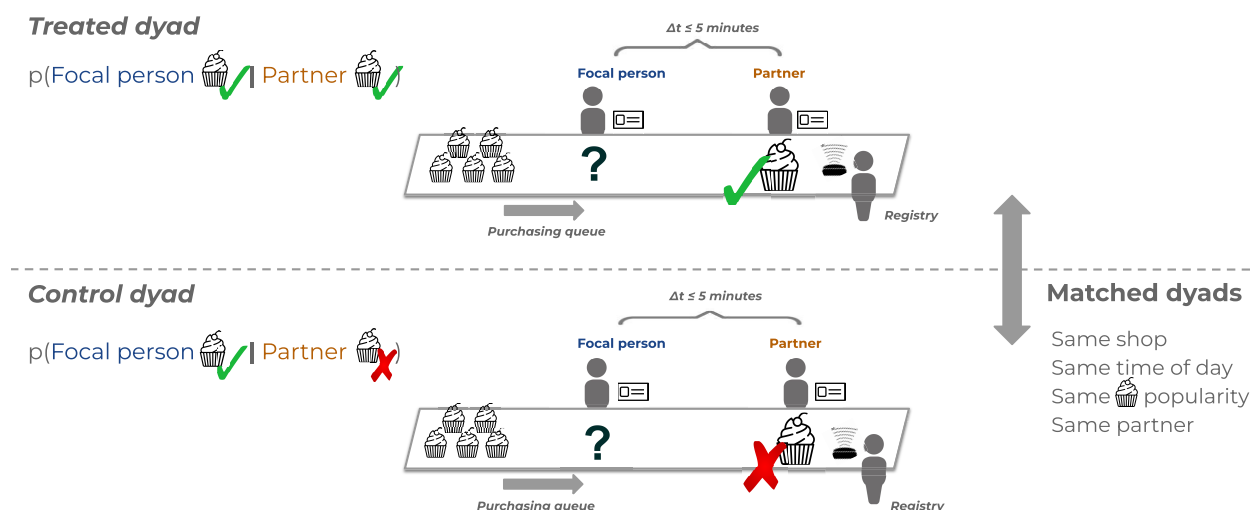 Treated dyad
p(Focal person | Partner )
Δt ≤ 5 minutes
Focal person
Partner
?
Purchasing queue
Registry
Control dyad
p(Focal person | Partner )
Δt ≤ 5 minutes
Focal person
Partner
?
Purchasing queue
Registry
Matched dyads
Same shop
Same time of day
Same popularity
Same partner